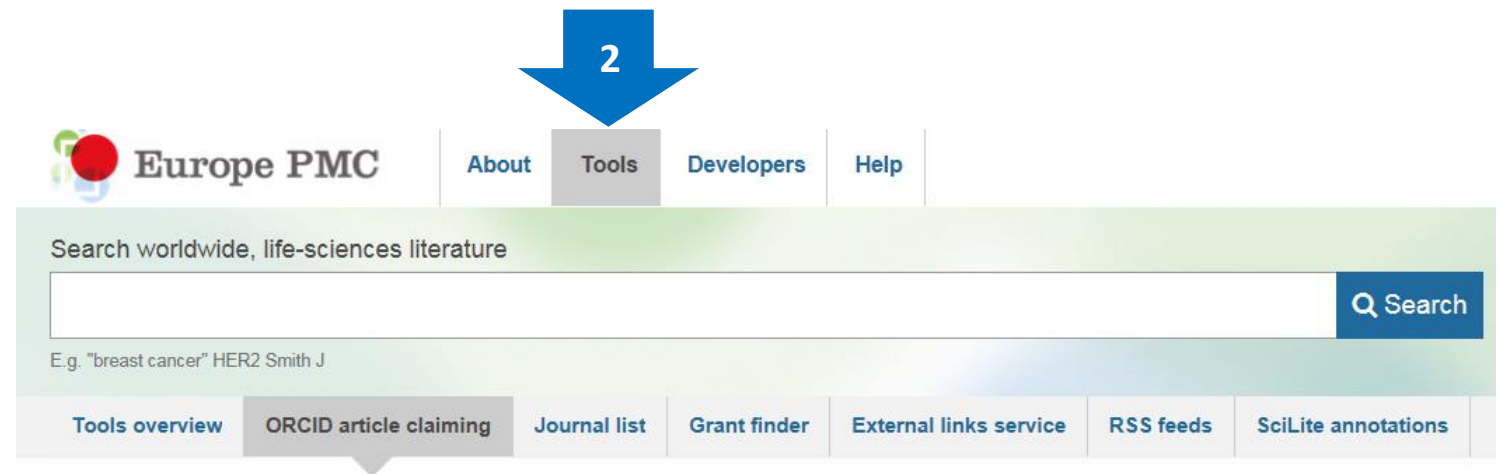 2
Europe PMC About Tools Developers Help
Search worldwide, life-sciences literature
Search
E.g. "breast cancer" HER2 Smith J
Tools overview ORCID article claiming Journal list Grant finder External links service RSS feeds SciLite annotations